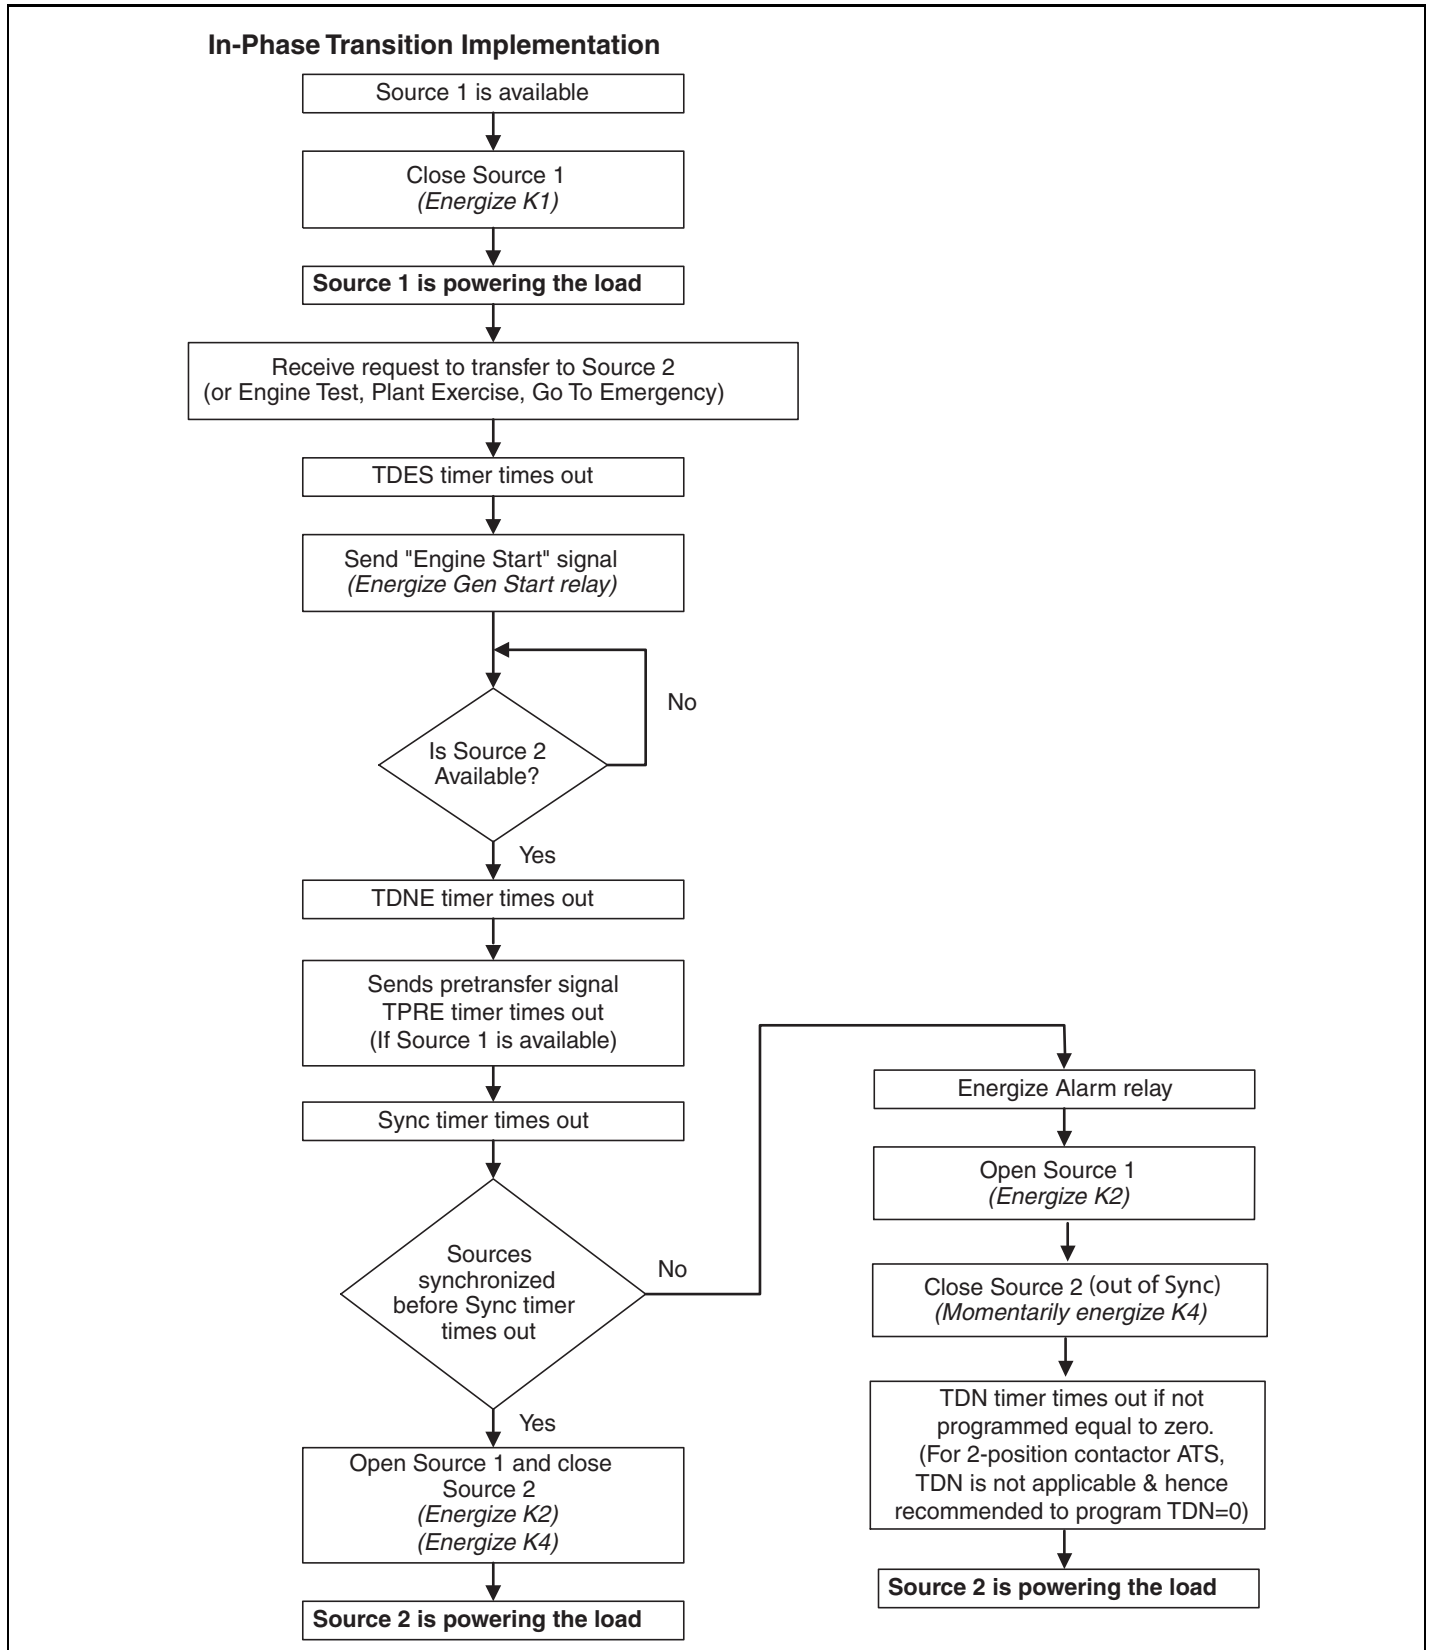 In-Phase Transition Implementation
Source 1 is available
Close Source 1
(Energize K1)
Source 1 is powering the load
Receive request to transfer to Source 2
(or Engine Test, Plant Exercise, Go To Emergency)
TDES timer times out
Send "Engine Start" signal
(Energize Gen Start relay)
No
Is Source 2
Available?
Yes
TDNE timer times out
Sends pretransfer signal
TPRE timer times out
(If Source 1 is available)
Sync timer times out
Sources
synchronized
before Sync timer
times out
No
Yes
Open Source 1 and close
Source 2
(Energize K2)
(Energize K4)
Source 2 is powering the load
Energize Alarm relay
Open Source 1
(Energize K2)
Close Source 2 (out of Sync)
(Momentarily energize K4)
TDN timer times out if not
programmed equal to zero.
(For 2-position contactor ATS,
TDN is not applicable & hence
recommended to program TDN=0)
Source 2 is powering the load